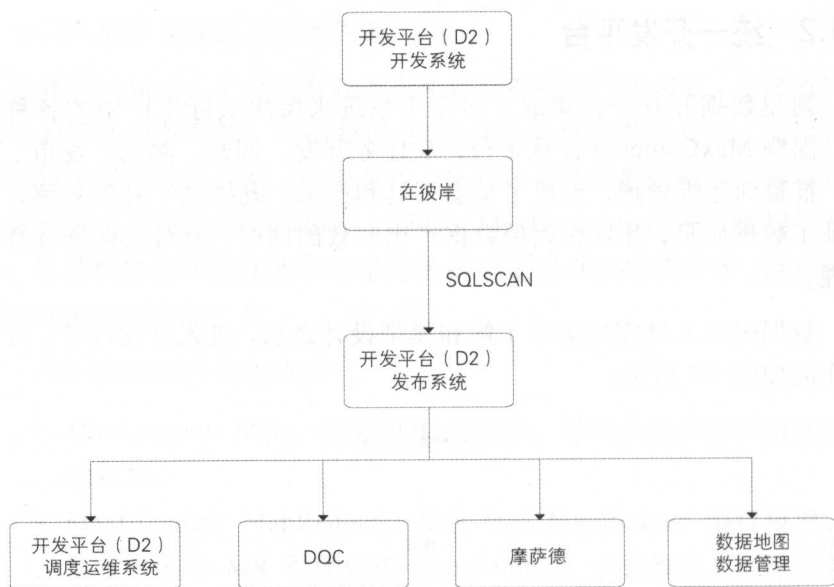 开发平台（D2）
开发系统
在彼岸
SQLSCAN
开发平台（D2）
发布系统
开发平台（D2）
调度运维系统
DQC
摩萨德
数据地图
数据管理